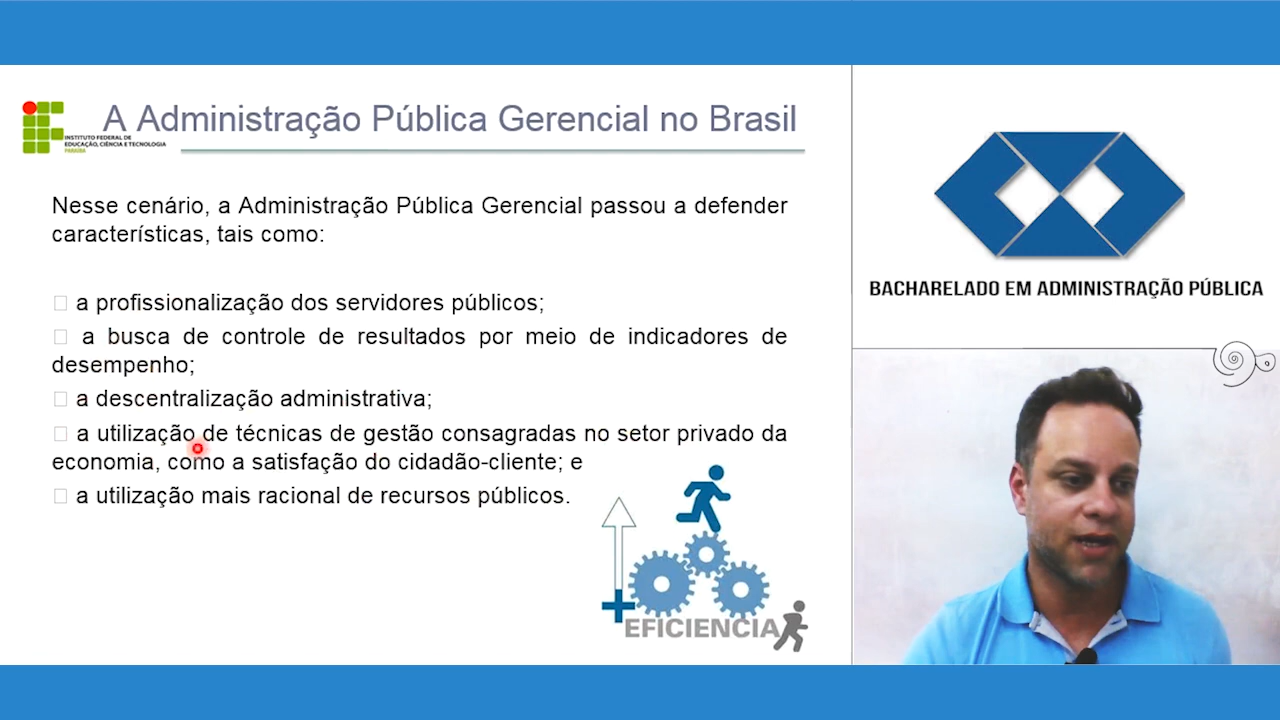 A Administração Pública Gerencial no Brasil
INSTITUTO FEDERAL DE
EDUCAÇÃO, CIÊNCIA E TECNOLOGIA
PARAÍBA
Nesse cenário, a Administração Pública Gerencial passou a defender
características, tais como:
a profissionalização dos servidores públicos;
a busca de controle de resultados por meio de indicadores de
desempenho;
a descentralização administrativa;
a utilização de técnicas de gestão consagradas no setor privado da
economia, como a satisfação do cidadão-cliente; e
a utilização mais racional de recursos públicos.
EFICIENCIA
BACHARELADO EM ADMINISTRAÇÃO PÚBLICA